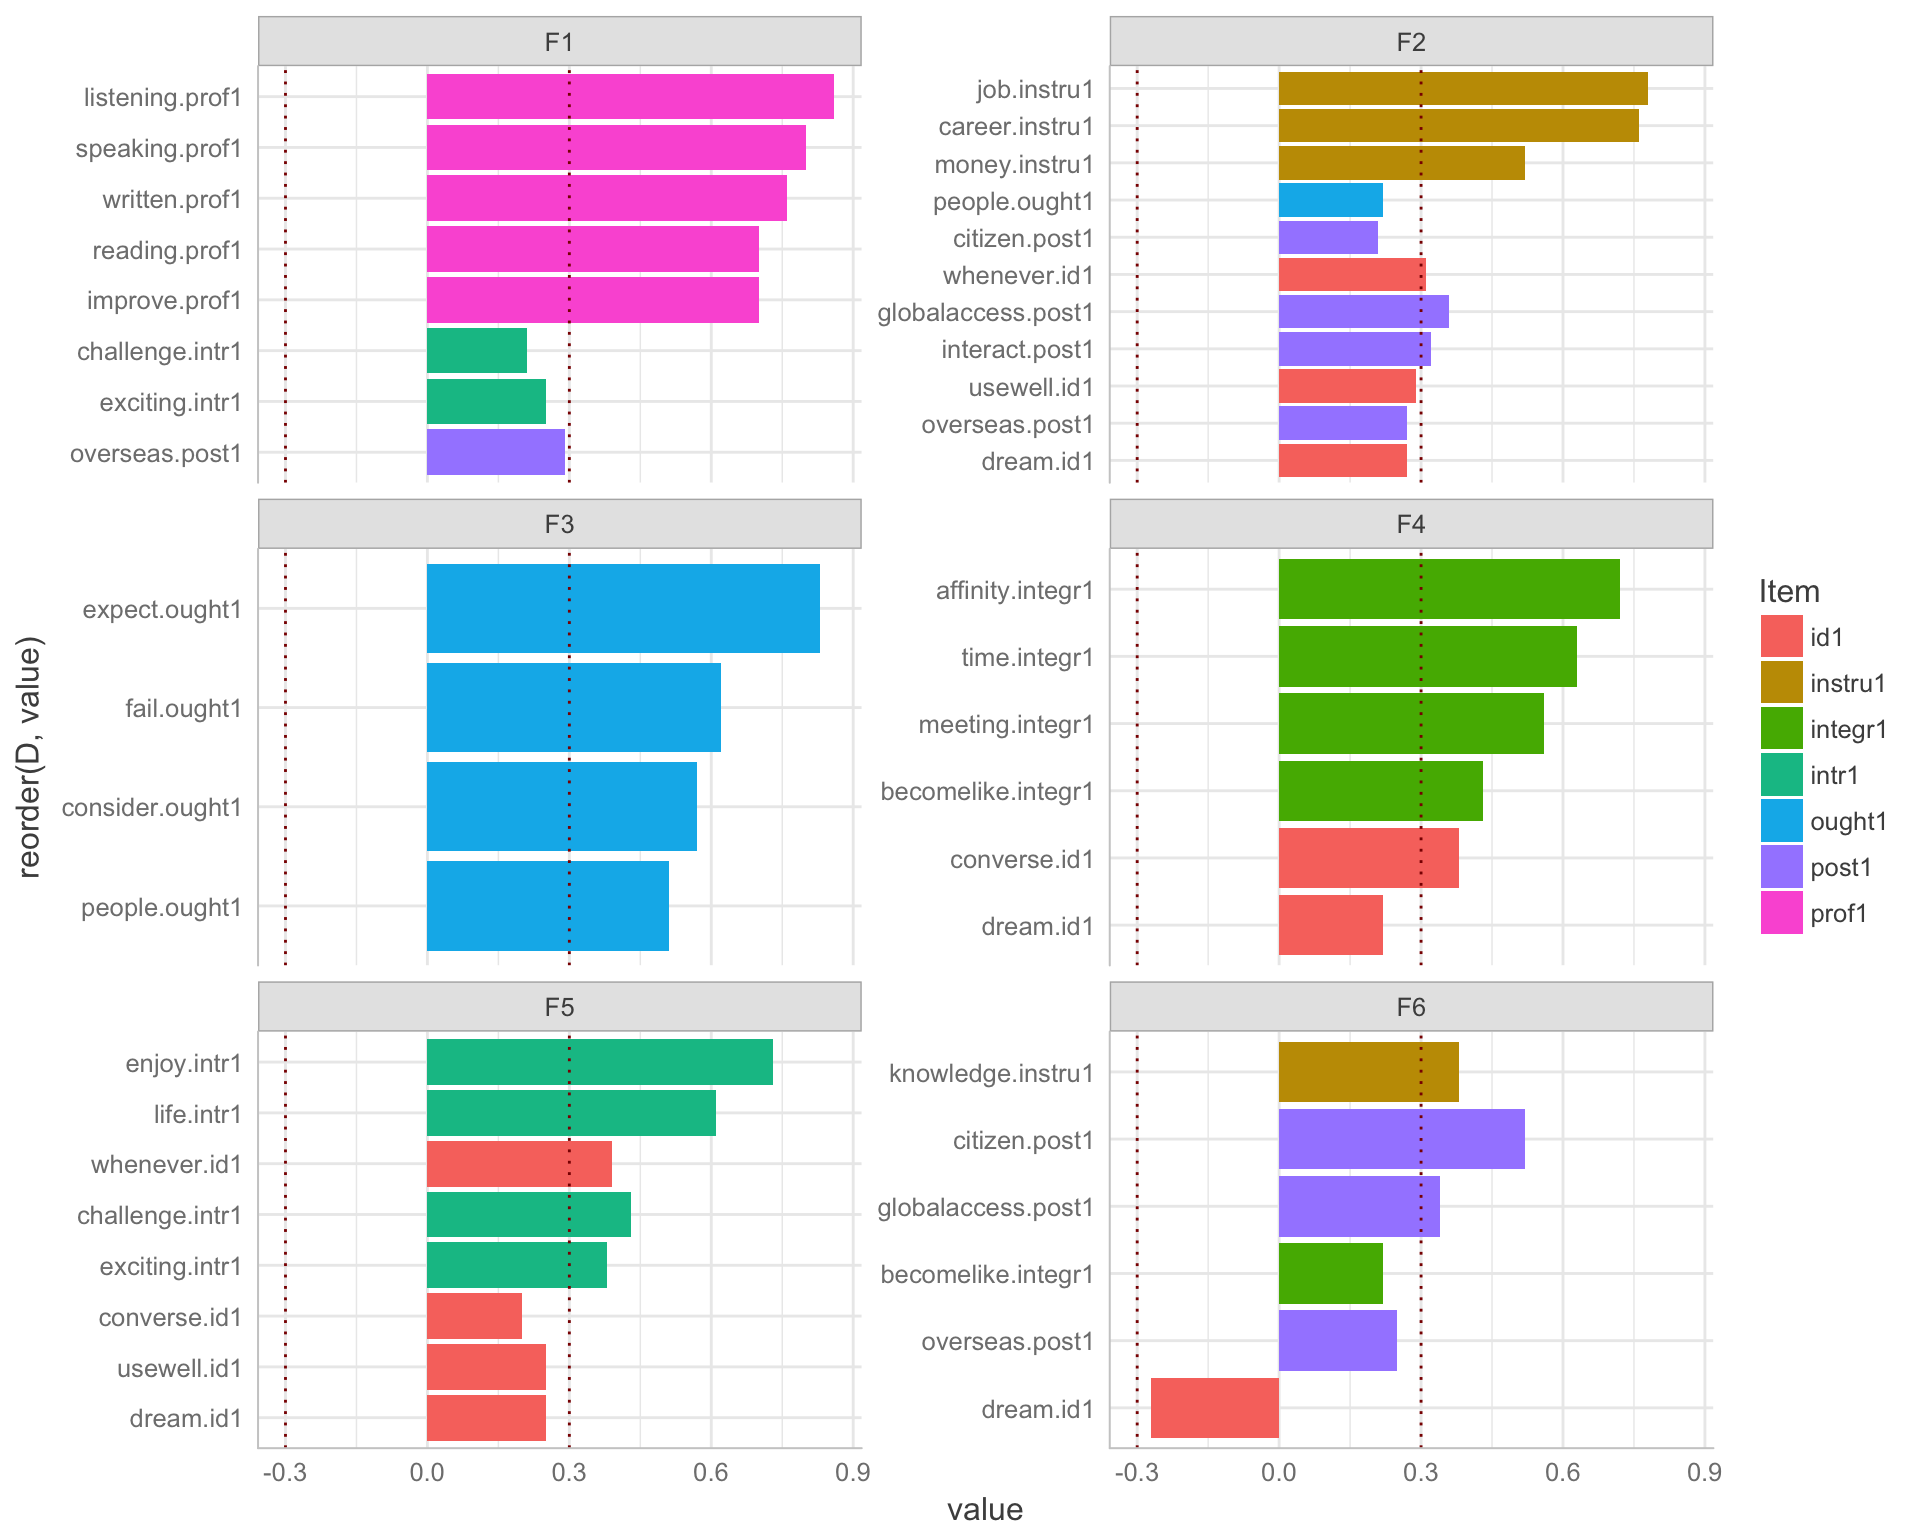 F1
listening.prof1
speaking.prof1
written.prof1
reading.prof1
improve.prof1
challenge.intr1
exciting.intr1
overseas.post1
F2
job.instru1
career.instru1
money.instru1
people.ought1
citizen.post1
whenever.id1
globalaccess.post1
interact.post1
usewell.id1
overseas.post1
dream.id1
F3
expect.ought1
fail.ought1
consider.ought1
people.ought1
F4
affinity.integr1
time.integr1
meeting.integr1
becomelike.integr1
converse.id1
dream.id1
F5
enjoy.intr1
life.intr1
whenever.id1
challenge.intr1
exciting.intr1
converse.id1
usewell.id1
dream.id1
-0.3 0.0 0.3 0.6 0.9
F6
knowledge.instru1
citizen.post1
globalaccess.post1
becomelike.integr1
overseas.post1
dream.id1
-0.3 0.0 0.3 0.6 0.9
value
reorder(D, value)
Item
id1
instru1
integr1
intr1
ought1
post1
prof1